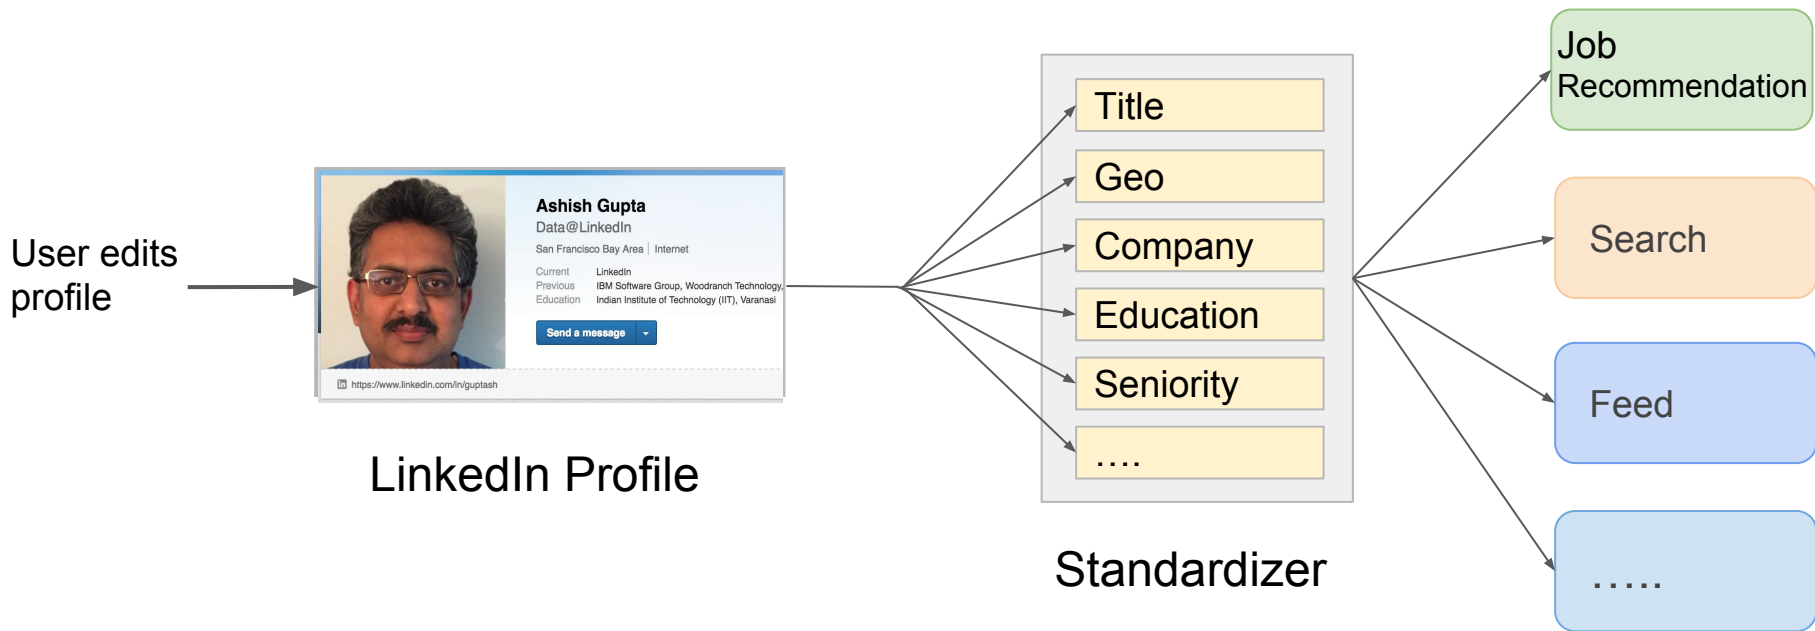 User edits
profile
Ashish Gupta
Data@LinkedIn
San Francisco Bay Area | Internet
Current LinkedIn
Previous IBM Software Group, Woodranch Technology,
Education Indian Institute of Technology (IIT), Varanasi
Send a message
in https://www.linkedin.com/in/guptash
LinkedIn Profile
Title
Geo
Company
Education
Seniority
....
Standardizer
Job
Recommendation
Search
Feed
.....